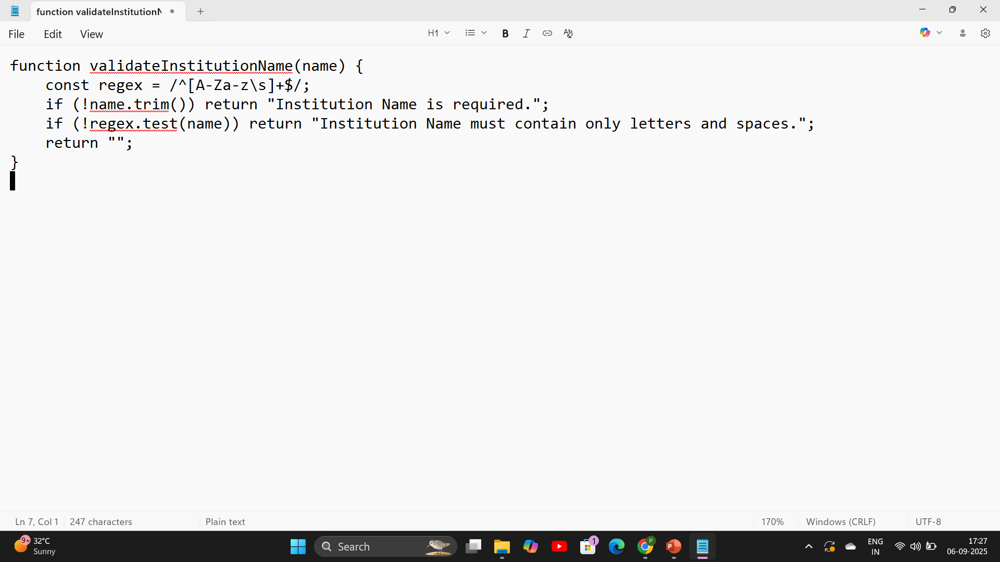 function validateInstitutionN
File Edit View H1 B I
function validateInstitutionName(name) {
    const regex = /^[A-Za-z\s]+$/;
    if (!name.trim()) return "Institution Name is required.";
    if (!regex.test(name)) return "Institution Name must contain only letters and spaces.";
    return "";
}
Ln 7, Col 1 247 characters Plain text 170% Windows (CRLF) UTF-8
9+ 32°C Search 1 P P ENG 17:27
Sunny IN 06-09-2025